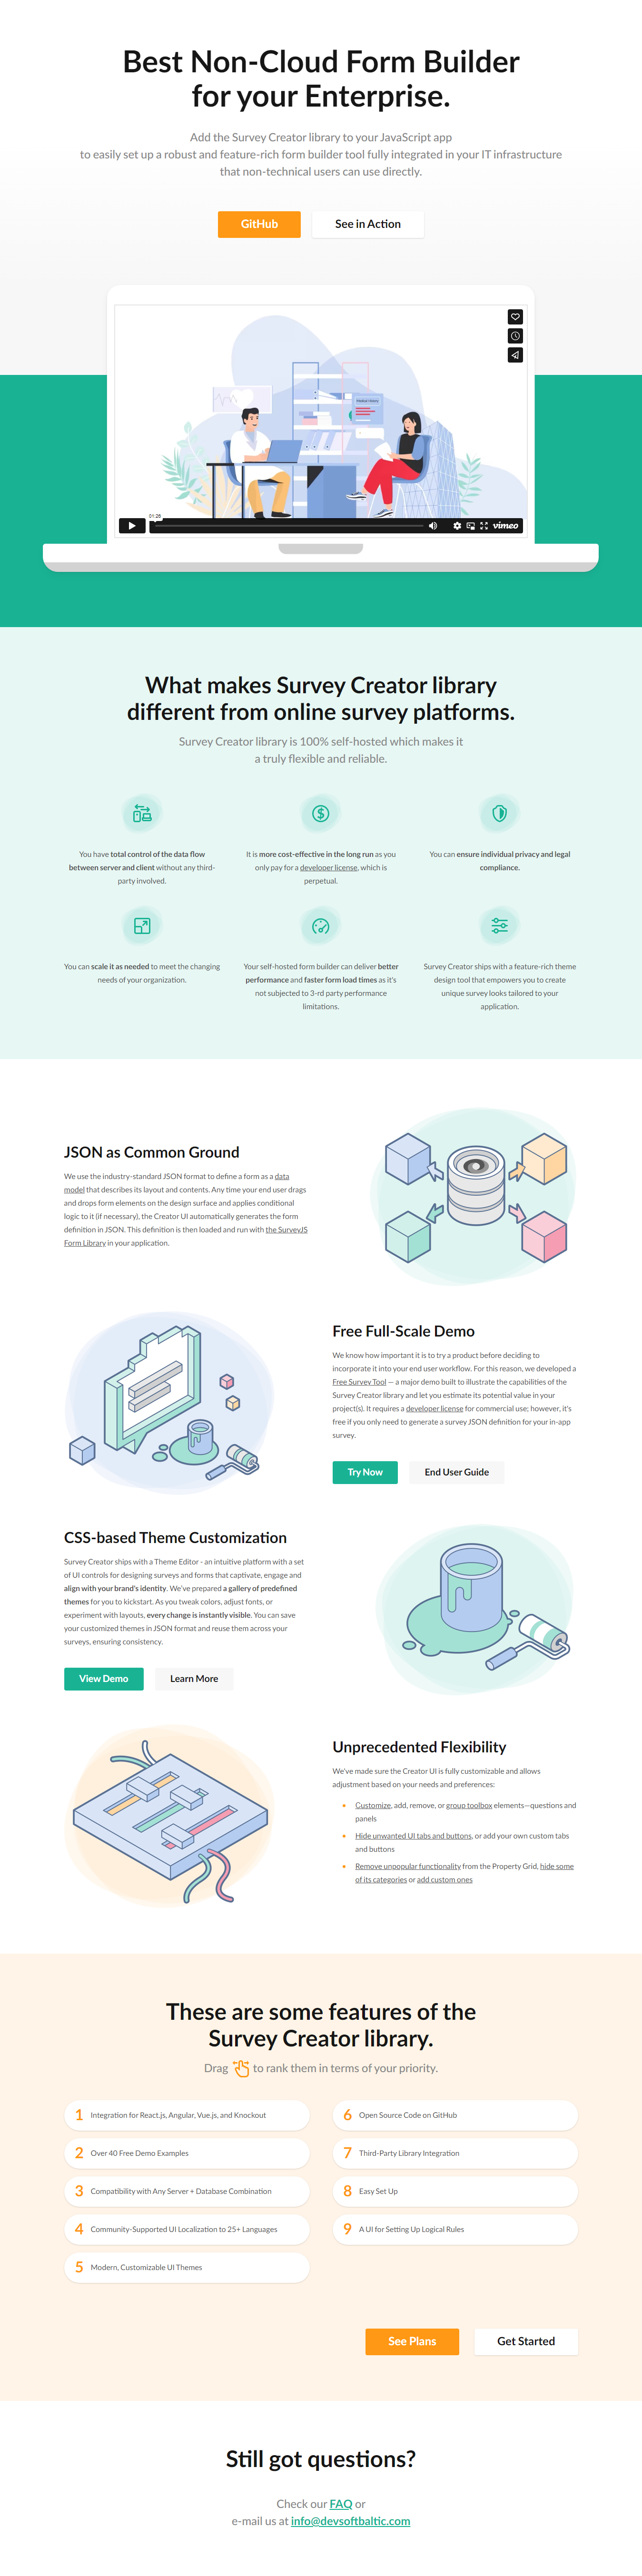 Best Non-Cloud Form Builder
for your Enterprise.
Add the Survey Creator library to your JavaScript app
to easily set up a robust and feature-rich form builder tool fully integrated in your IT infrastructure
that non-technical users can use directly.
GitHub
See in Action
01:26
vimeo
What makes Survey Creator library
different from online survey platforms.
Survey Creator library is 100% self-hosted which makes it
a truly flexible and reliable.
You have total control of the data flow
between server and client without any third-
party involved.
It is more cost-effective in the long run as you
only pay for a developer license, which is
perpetual.
You can ensure individual privacy and legal
compliance.
You can scale it as needed to meet the changing
needs of your organization.
Your self-hosted form builder can deliver better
performance and faster form load times as it's
not subjected to 3-rd party performance
limitations.
Survey Creator ships with a feature-rich theme
design tool that empowers you to create
unique survey looks tailored to your
application.
JSON as Common Ground
We use the industry-standard JSON format to define a form as a data
model that describes its layout and contents. Any time your end user drags
and drops form elements on the design surface and applies conditional
logic to it (if necessary), the Creator UI automatically generates the form
definition in JSON. This definition is then loaded and run with the SurveyJS
Form Library in your application.
Free Full-Scale Demo
We know how important it is to try a product before deciding to
incorporate it into your end user workflow. For this reason, we developed a
Free Survey Tool — a major demo built to illustrate the capabilities of the
Survey Creator library and let you estimate its potential value in your
project(s). It requires a developer license for commercial use; however, it's
free if you only need to generate a survey JSON definition for your in-app
survey.
Try Now
End User Guide
CSS-based Theme Customization
Survey Creator ships with a Theme Editor - an intuitive platform with a set
of UI controls for designing surveys and forms that captivate, engage and
align with your brand's identity. We've prepared a gallery of predefined
themes for you to kickstart. As you tweak colors, adjust fonts, or
experiment with layouts, every change is instantly visible. You can save
your customized themes in JSON format and reuse them across your
surveys, ensuring consistency.
View Demo
Learn More
Unprecedented Flexibility
We've made sure the Creator UI is fully customizable and allows
adjustment based on your needs and preferences:
Customize, add, remove, or group toolbox elements—questions and
panels
Hide unwanted UI tabs and buttons, or add your own custom tabs
and buttons
Remove unpopular functionality from the Property Grid, hide some
of its categories or add custom ones
These are some features of the
Survey Creator library.
Drag to rank them in terms of your priority.
1 Integration for React.js, Angular, Vue.js, and Knockout
2 Over 40 Free Demo Examples
3 Compatibility with Any Server + Database Combination
4 Community-Supported UI Localization to 25+ Languages
5 Modern, Customizable UI Themes
6 Open Source Code on GitHub
7 Third-Party Library Integration
8 Easy Set Up
9 A UI for Setting Up Logical Rules
See Plans
Get Started
Still got questions?
Check our FAQ or
e-mail us at info@devsoftbaltic.com